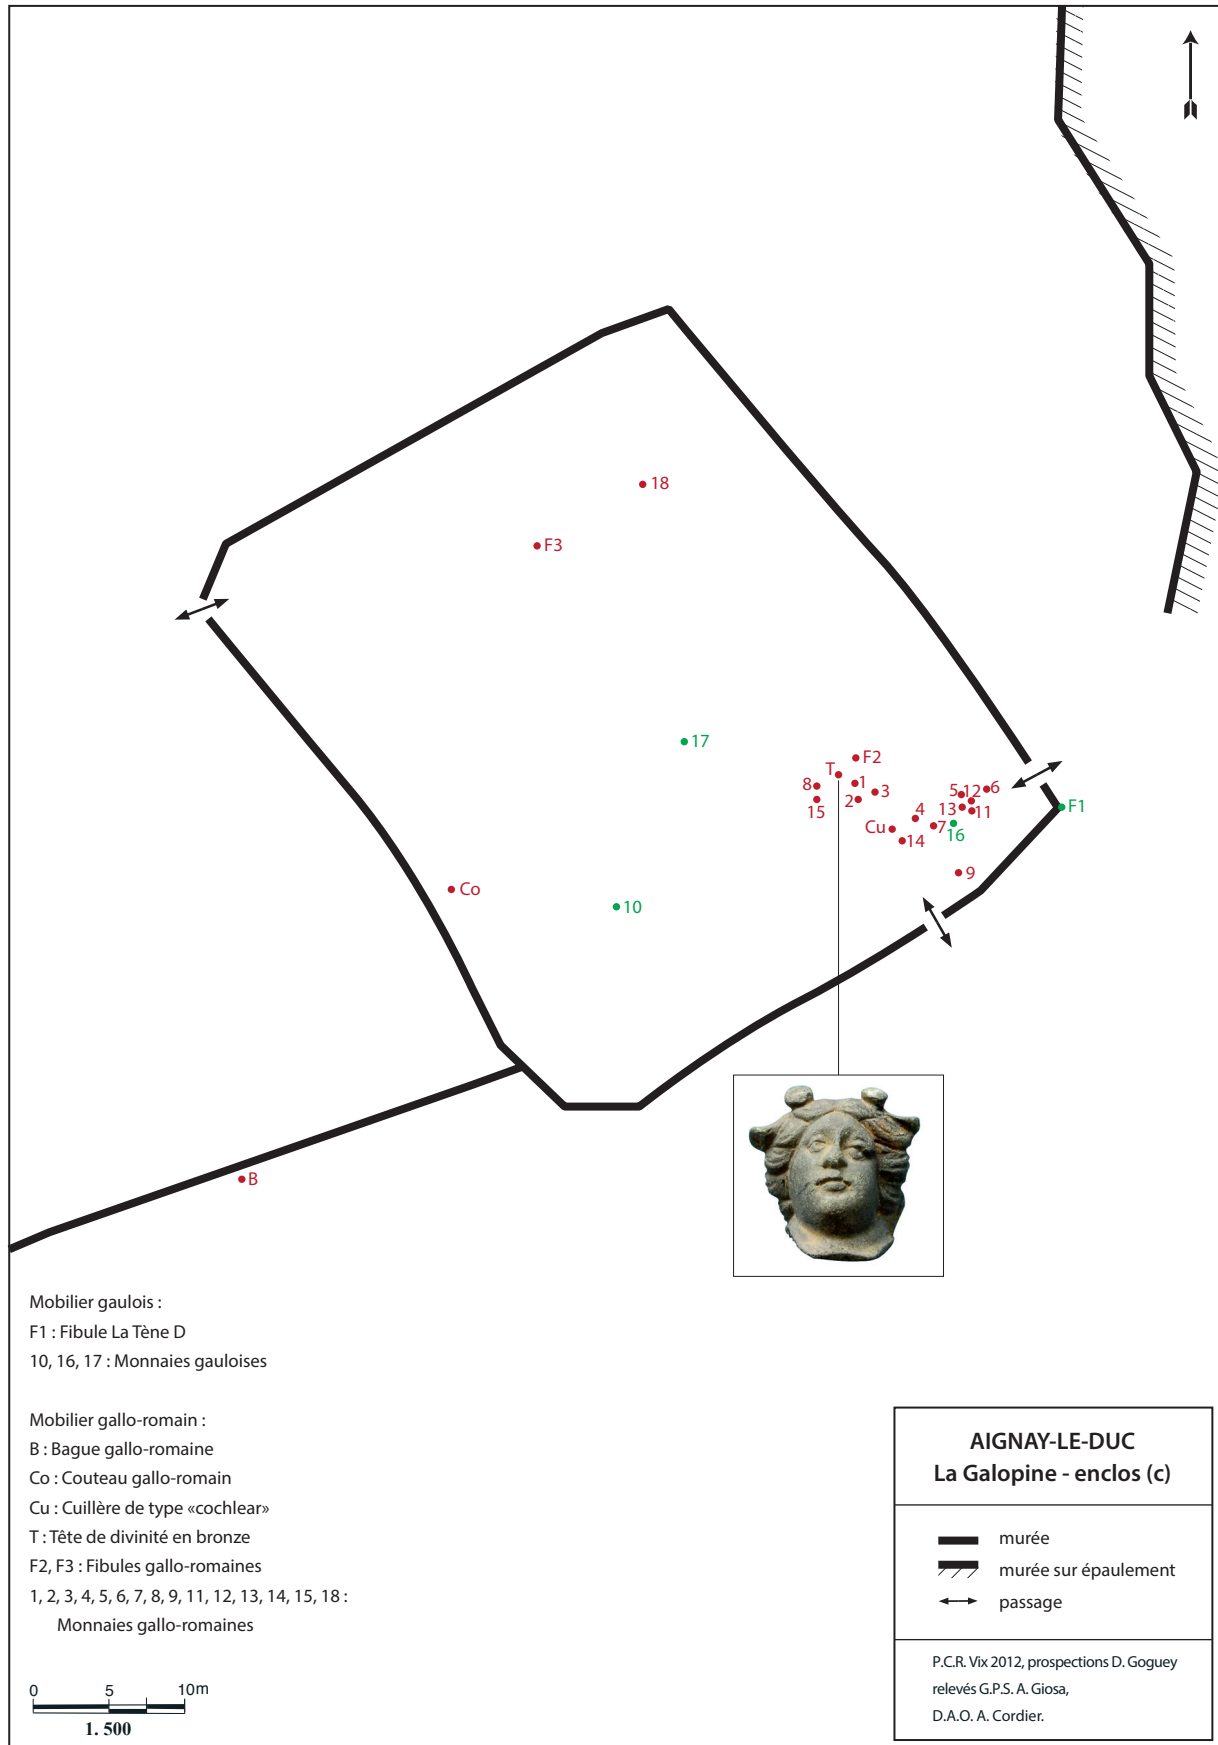 18
F3
17
F2
T
8
1
3
2
15
5
12
6
13
11
4
7
16
Cu
14
F1
9
Co
10
B
Mobilier gaulois :
F1 : Fibule La Tène D
10, 16, 17 : Monnaies gauloises
Mobilier gallo-romain :
B : Bague gallo-romaine
Co : Couteau gallo-romain
Cu : Cuillère de type «cochlear»
T : Tête de divinité en bronze
F2, F3 : Fibules gallo-romaines
1, 2, 3, 4, 5, 6, 7, 8, 9, 11, 12, 13, 14, 15, 18 :
Monnaies gallo-romaines
0 5 10m
1. 500
AIGNAY-LE-DUC
La Galopine - enclos (c)
murée
murée sur épaulement
passage
P.C.R. Vix 2012, prospections D. Goguey
relevés G.P.S. A. Giosa,
D.A.O. A. Cordier.